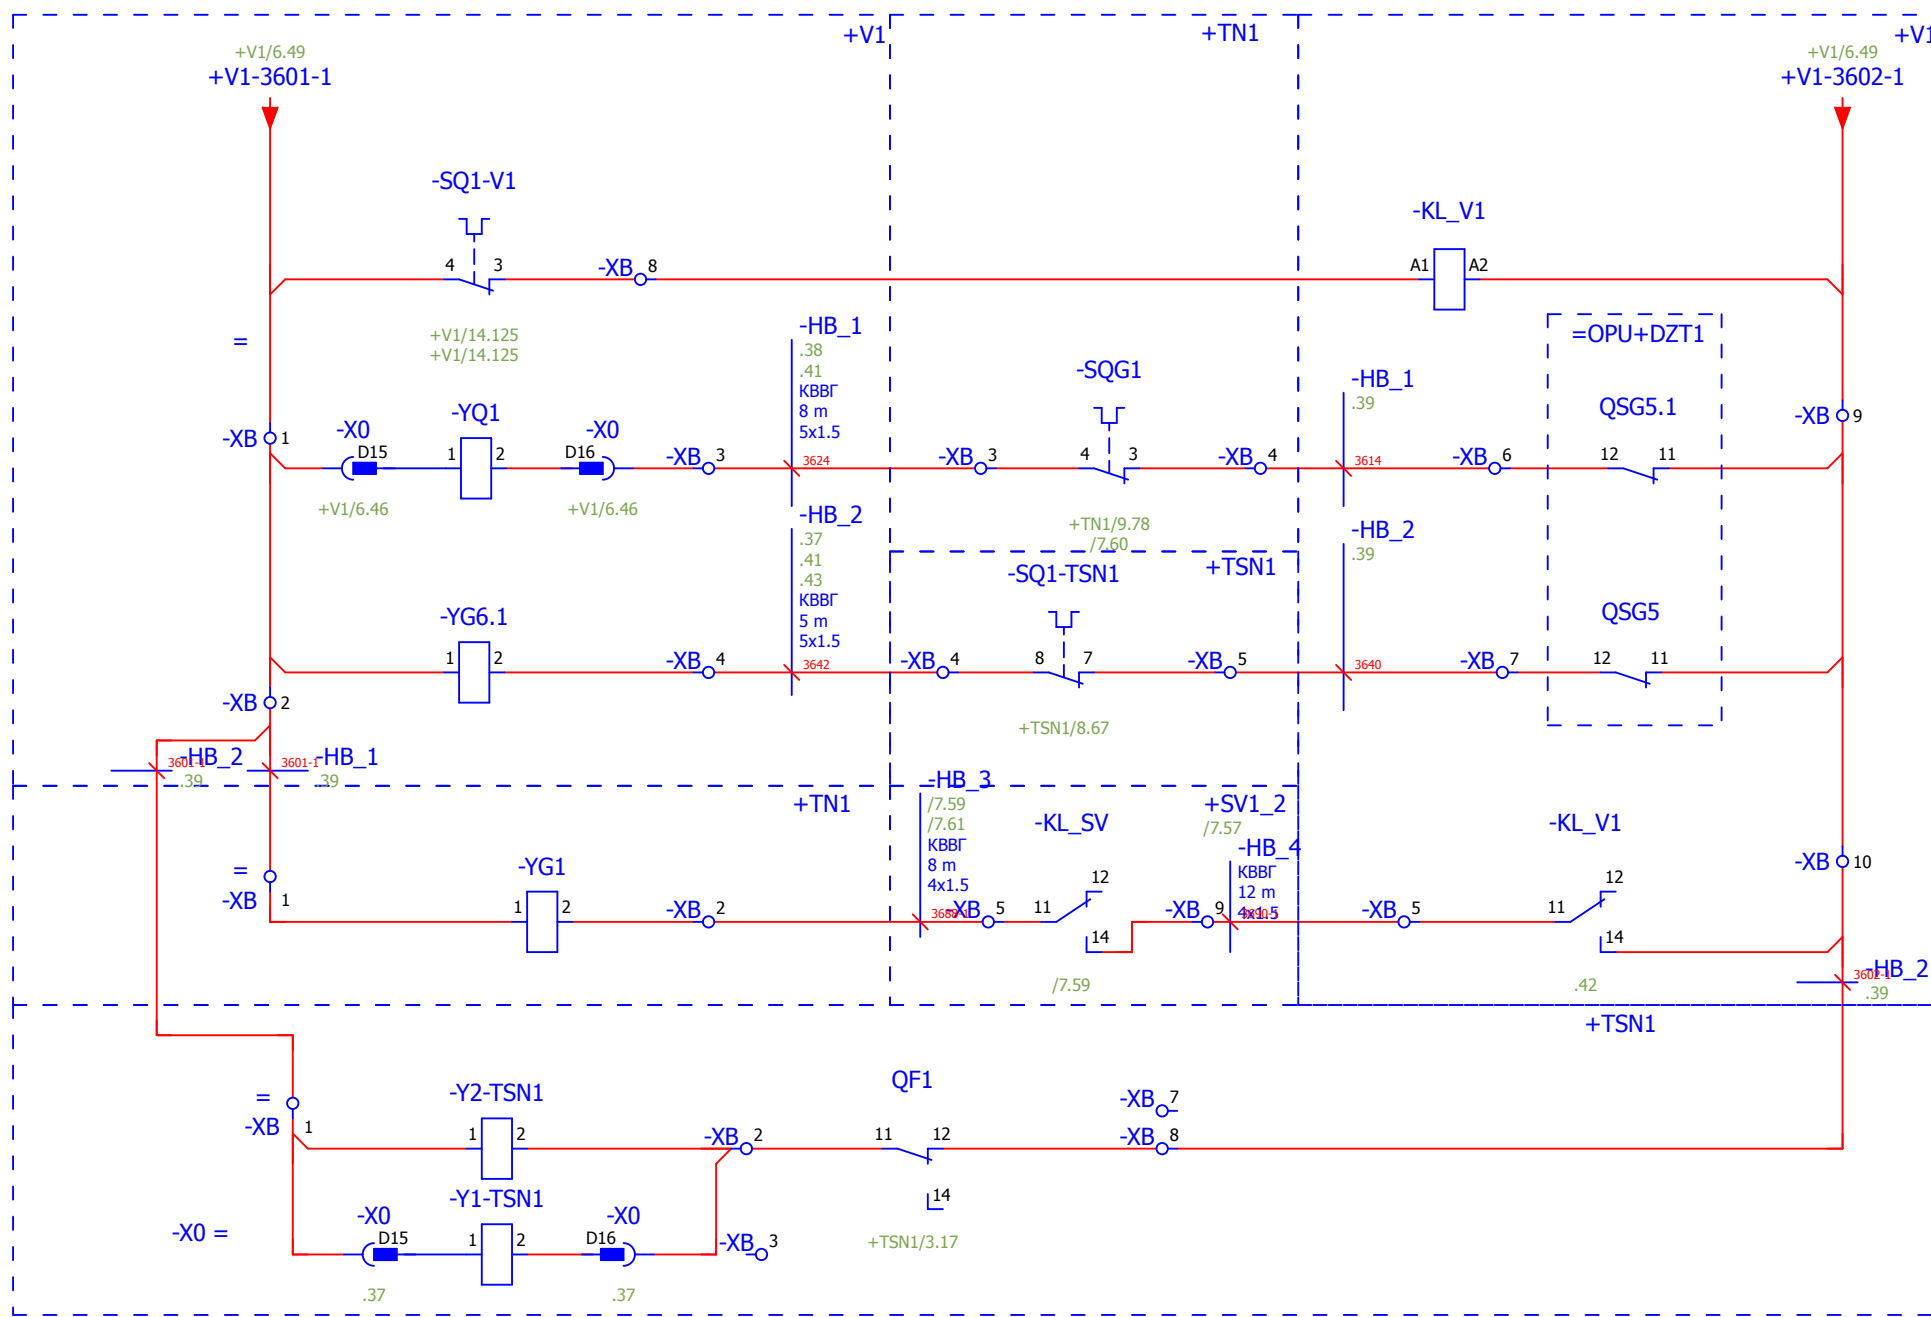 +V1
+TN1
+V1
+V1/6.49
+V1-3601-1
+V1/6.49
+V1-3602-1
-SQ1-V1
4 3
-XB 8
+V1/14.125
+V1/14.125
-KL_V1
A1 A2
=
-HB_1
.38
.41
КВВГ
8 m
5x1.5
3624
-XB 1
-X0
D15
+V1/6.46
-YQ1
1 2
-X0
D16
+V1/6.46
-XB 3
-XB 3
-SQG1
4 3
+TN1/9.78
/7.60
-XB 4
-HB_1
.39
3614
-XB 6
=OPU+DZT1
QSG5.1
12 11
-XB 9
-HB_2
.37
.41
.43
КВВГ
5 m
5x1.5
3642
-YG6.1
1 2
-XB 4
-XB 4
-SQ1-TSN1
+TSN1
8 7
+TSN1/8.67
-XB 5
-HB_2
.39
3640
-XB 7
QSG5
12 11
-XB 2
3601-1
-HB_2
.39
3601-1
-HB_1
.39
+TN1
=
-XB 1
-YG1
1 2
-XB 2
-HB_3
/7.59
/7.61
КВВГ
8 m
4x1.5
3688-1
-XB 5
-KL_SV
11 12
14
/7.59
+SV1_2
/7.57
-XB 9
-HB_4
КВВГ
12 m
4x1.5
-XB 5
-KL_V1
11 12
14
.42
-XB 10
3602-1
-HB_2
.39
+TSN1
=
-XB 1
-Y2-TSN1
1 2
-XB 2
QF1
11 12
14
+TSN1/3.17
-XB 7
-XB 8
-X0 =
-X0
D15
.37
-Y1-TSN1
1 2
-X0
D16
.37
-XB 3